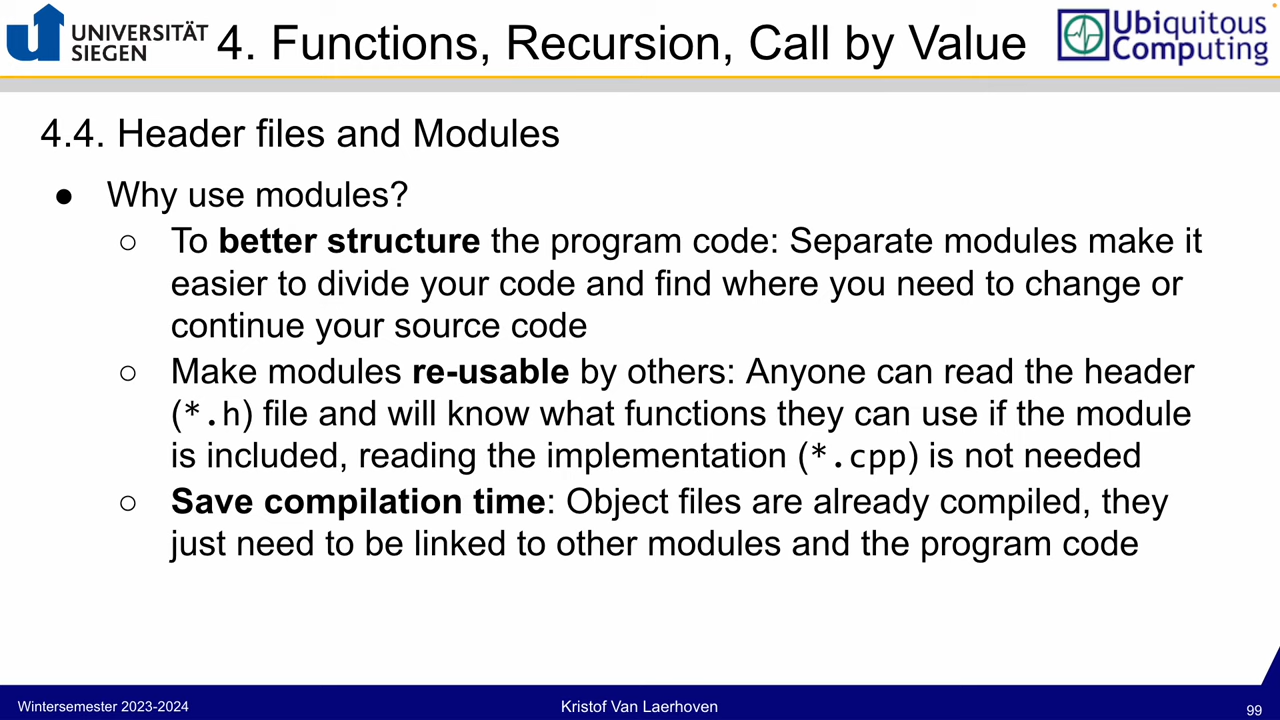 UNIVERSITÄT
SIEGEN
4. Functions, Recursion, Call by Value
Ubiquitous
Computing
4.4. Header files and Modules
● Why use modules?
○ To better structure the program code: Separate modules make it
easier to divide your code and find where you need to change or
continue your source code
○ Make modules re-usable by others: Anyone can read the header
(*.h) file and will know what functions they can use if the module
is included, reading the implementation (*.cpp) is not needed
○ Save compilation time: Object files are already compiled, they
just need to be linked to other modules and the program code
Wintersemester 2023-2024
Kristof Van Laerhoven
99